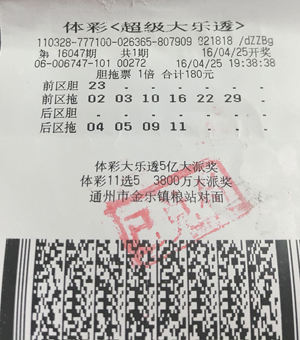 体彩<超级大乐透>
110328-777100-026365-807909 821818 /dZZBg
第 16047期 共1期 16/04/25开奖
06-006747-101 00272 16/04/25 19:38:38
胆拖票 1倍 合计180元
前区胆 23
前区拖 02 03 10 16 22 29
后区胆
后区拖 04 05 09 11
体彩大乐透5亿大派奖
体彩11选5 3800万大派奖
通州市金乐镇粮站对面